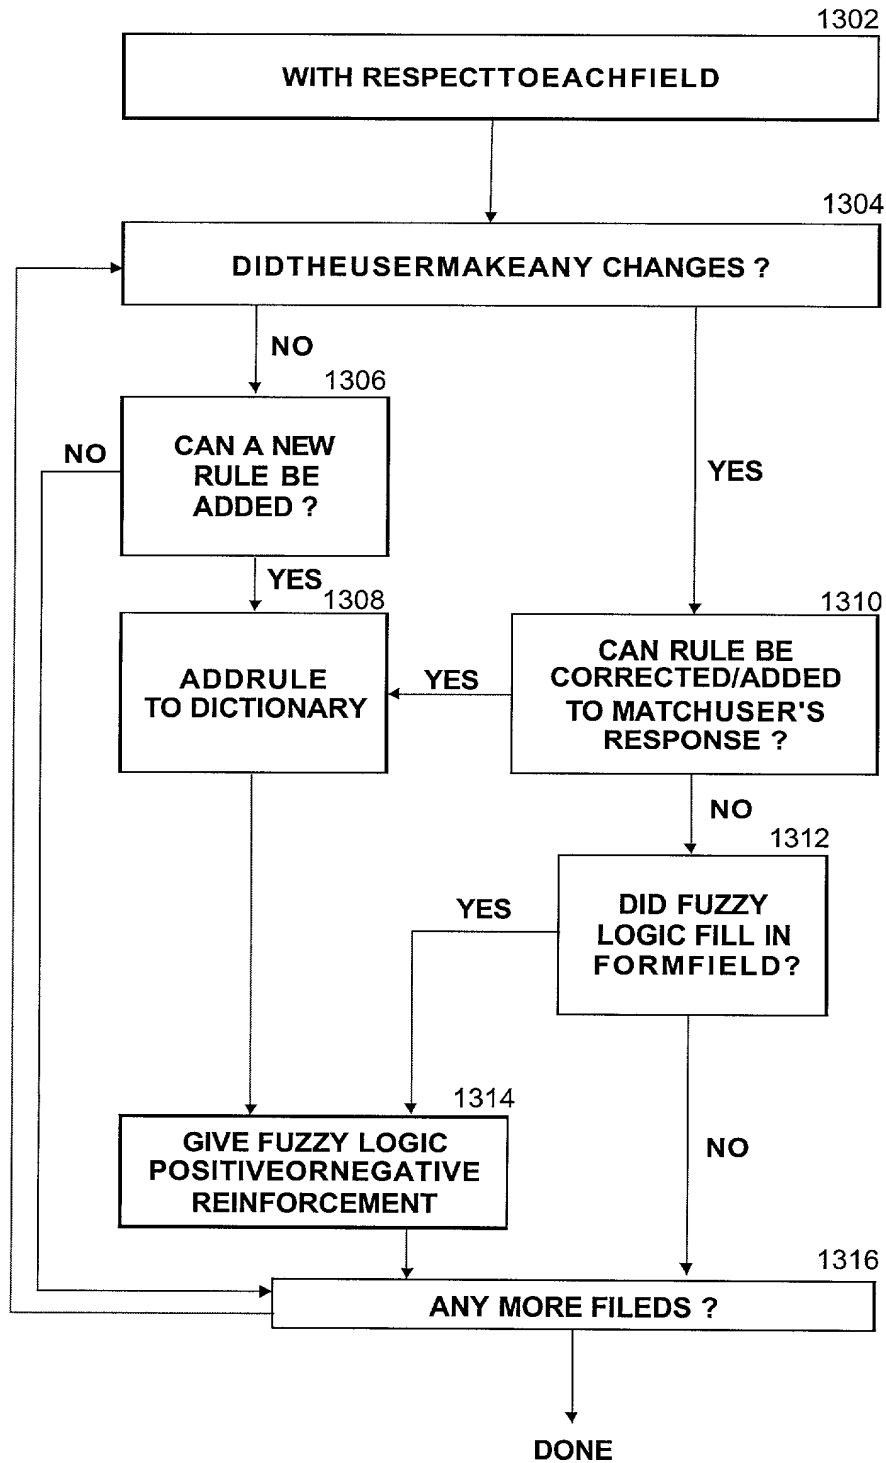 1302
WITH RESPECTTOEACHFIELD
1304
DIDTHEUSERMAKEANY CHANGES ?
NO
1306
CAN A NEW
RULE BE
ADDED ?
NO
YES
YES
1308
ADDRULE
TO DICTIONARY
YES
1310
CAN RULE BE
CORRECTED/ADDED
TO MATCHUSER'S
RESPONSE ?
NO
1312
DID FUZZY
LOGIC FILL IN
FORMFIELD?
YES
1314
GIVE FUZZY LOGIC
POSITIVEORNEGATIVE
REINFORCEMENT
NO
1316
ANY MORE FILEDS ?
DONE